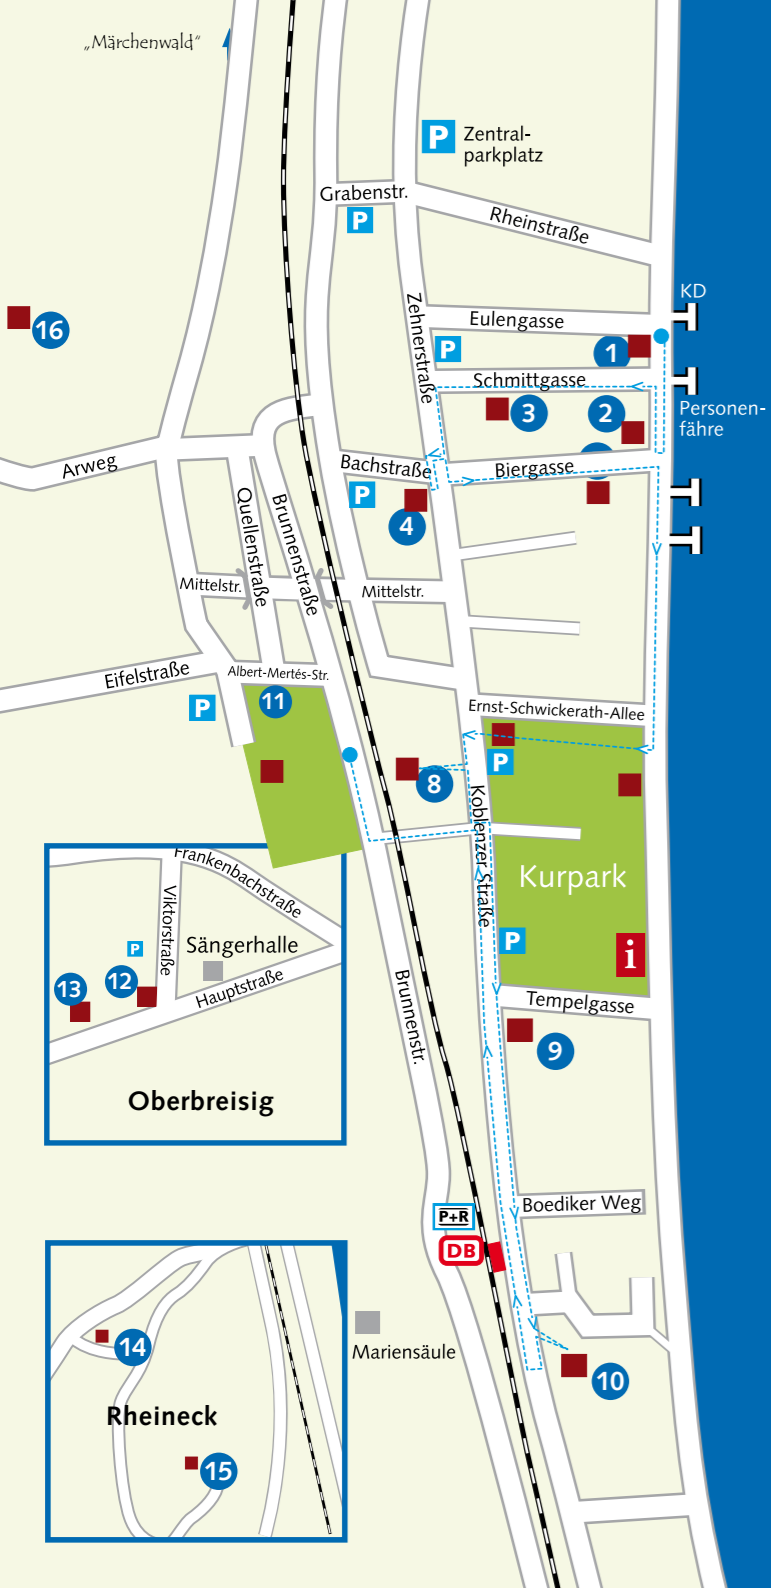 „Märchenwald“
P
Zentral-
parkplatz
Grabenstr.
P
Rheinstraße
KD
Eulengasse
Zehnerstraße
16
P
1
Schmittgasse
Personen-
fähre
3
2
Bachstraße
Biergasse
Arweg
P
4
Quellenstraße
Brunnenstraße
Mittelstr.
Mittelstr.
Eifelstraße
Albert-Mertés-Str.
P
11
Ernst-Schwickerath-Allee
P
8
Koblenzer Straße
Kurpark
P
i
Tempelgasse
9
Frankenbachstraße
Viktorstraße
P
Sängerhalle
13
12
Hauptstraße
Oberbreisig
Brunnenstr.
Boediker Weg
P+R
DB
Mariensäule
14
Rheineck
15
10